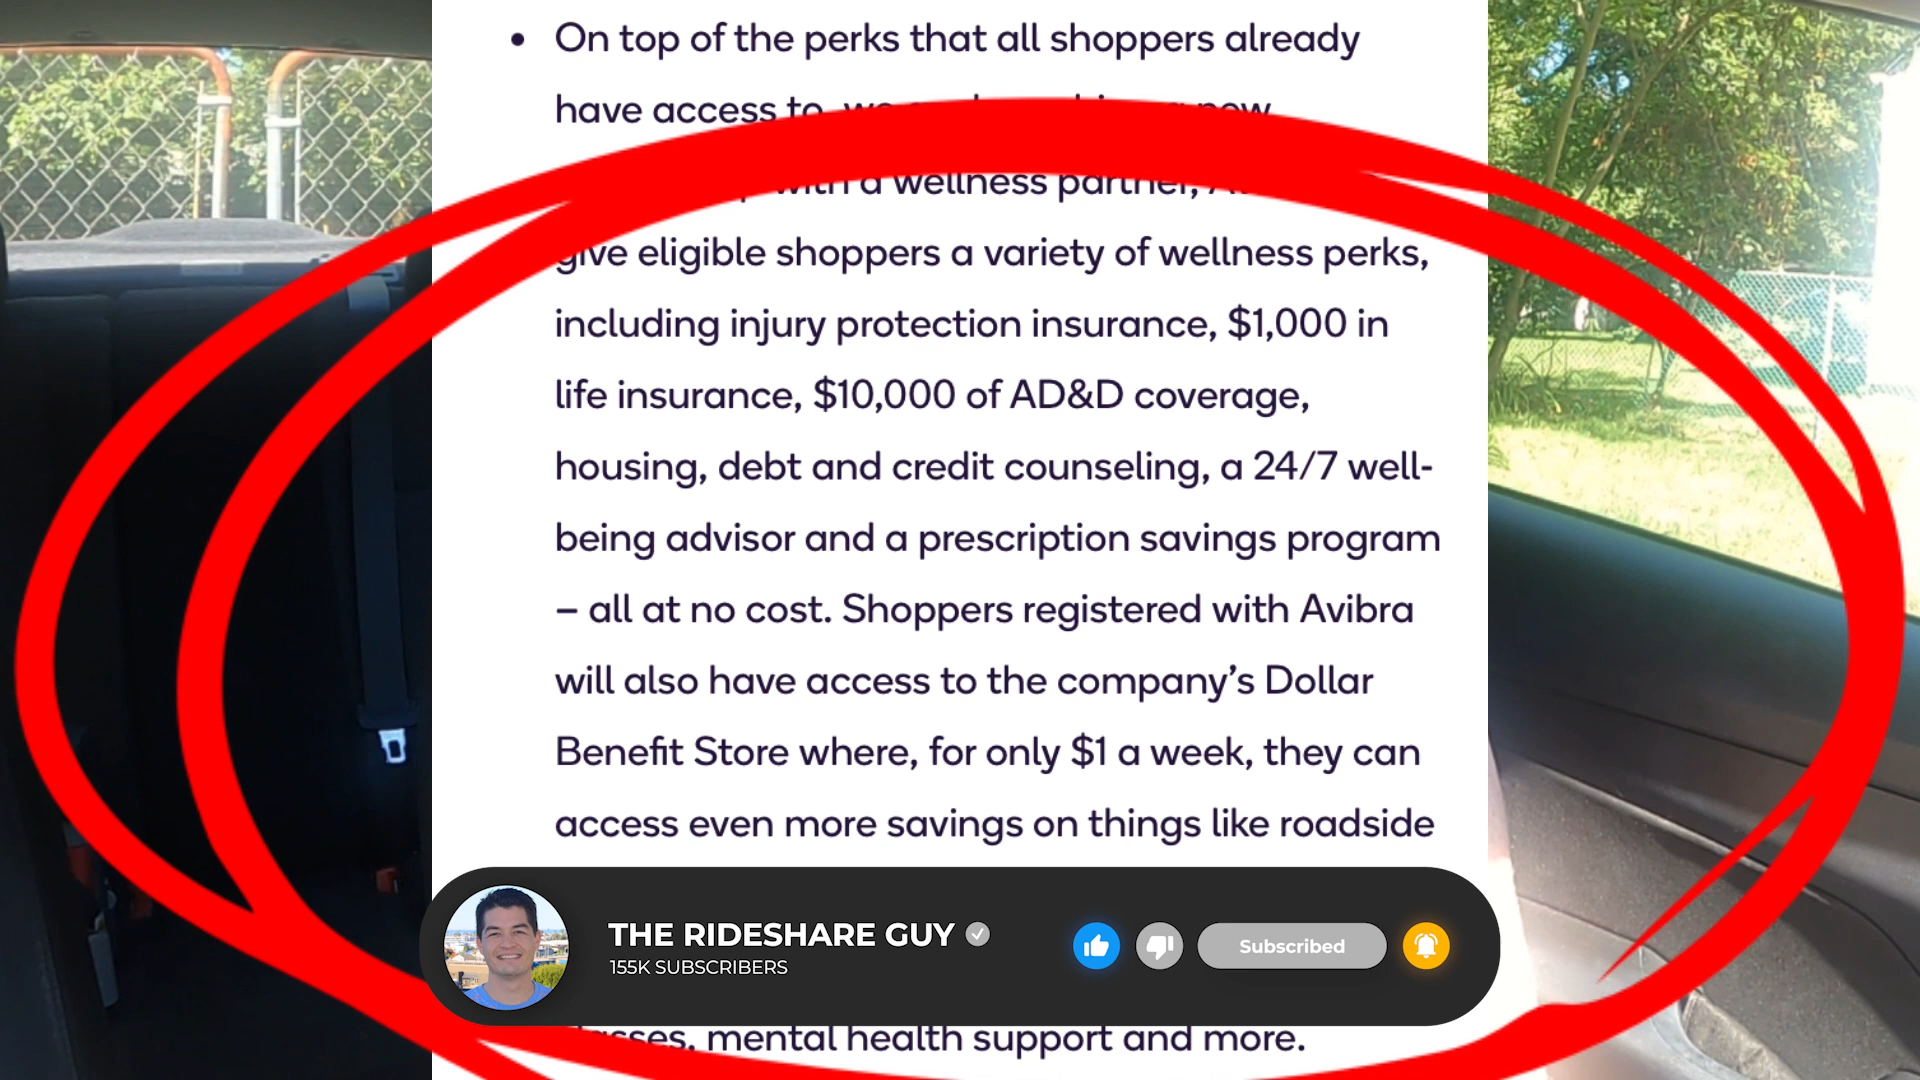 • On top of the perks that all shoppers already
have access to, we a new
with a wellness partner,
give eligible shoppers a variety of wellness perks,
including injury protection insurance, $1,000 in
life insurance, $10,000 of AD&D coverage,
housing, debt and credit counseling, a 24/7 well-
being advisor and a prescription savings program
– all at no cost. Shoppers registered with Avibra
will also have access to the company’s Dollar
Benefit Store where, for only $1 a week, they can
access even more savings on things like roadside
THE RIDESHARE GUY
155K SUBSCRIBERS
Subscribed
mental health support and more.